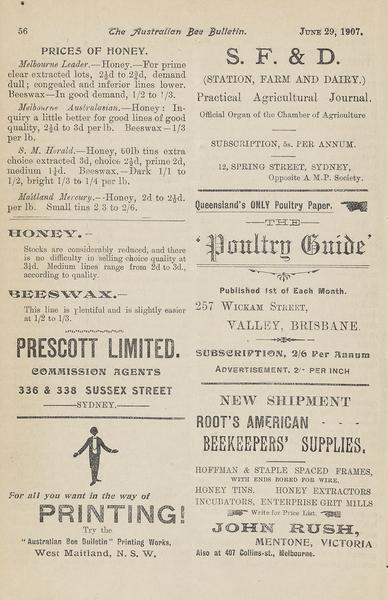 56
The Australian Bee Bulletin.
JUNE 29, 1907.
PRICES OF HONEY.
Melbourne Leader.—Honey.—For prime
clear extracted lots, 2½d to 2¾d, demand
dull; congealed and inferior lines lower.
Beeswax—In good demand, 1/2 to 1/3.
Melbourne Australasian.—Honey: In-
quiry a little better for good lines of good
quality, 2½d to 3d per lb. Beeswax—1/3
per lb.
S. M. Herald.—Honey, 60lb tins extra
choice extracted 3d, choice 2½d, prime 2d,
medium 1¾d. Beeswax.—Dark 1/1 to
1/2, bright 1/3 to 1/4 per lb.
Maitland Mercury.—Honey, 2d to 2½d.
per lb. Small tins 2 3 to 2/6.
HONEY.—
Stocks are considerably reduced, and there
is no difficulty in selling choice quality at
3¼d. Medium lines range from 2d to 3d.,
according to quality.
BEESWAX.—
This line is plentiful and is slightly easier
at 1/2 to 1/3.
PRESCOTT LIMITED.
COMMISSION AGENTS
336 & 338 SUSSEX STREET
SYDNEY.
For all you want in the way of
PRINTING!
Try the
"Australian Bee Bulletin" Printing Works,
West Maitland, N. S. W.
S. F. & D.
(STATION, FARM AND DAIRY.)
Practical Agricultural Journal.
Official Organ of the Chamber of Agriculture
SUBSCRIPTION, 5s. PER ANNUM.
12, SPRING STREET, SYDNEY,
Opposite A M.P. Society.
Queensland's ONLY Poultry Paper.
THE
'Poultry Guide'
Published 1st of Each Month.
257 WICKAM STREET,
VALLEY, BRISBANE.
SUBSCRIPTION, 2/6 Per Annum
ADVERTISEMENT, 2/- PER INCH
NEW SHIPMENT
ROOT'S AMERICAN - - -
BEEKEEPERS' SUPPLIES.
HOFFMAN & STAPLE SPACED FRAMES,
WITH ENDS BORED FOR WIRE.
HONEY TINS. HONEY EXTRACTORS
INCUBATORS, ENTERPRISE GRIT MILLS
Write for Price List.
JOHN RUSH,
MENTONE, VICTORIA
Also at 407 Collins-st., Melbourne.